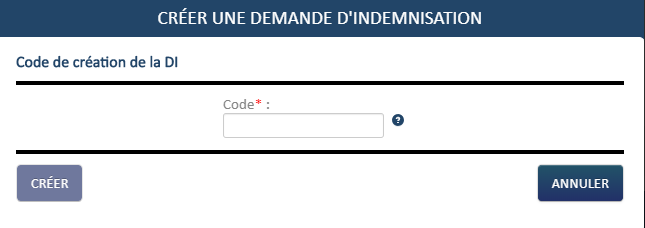 CRÉER UNE DEMANDE D'INDEMNISATION
Code de création de la DI
Code* :
?
CRÉER
ANNULER